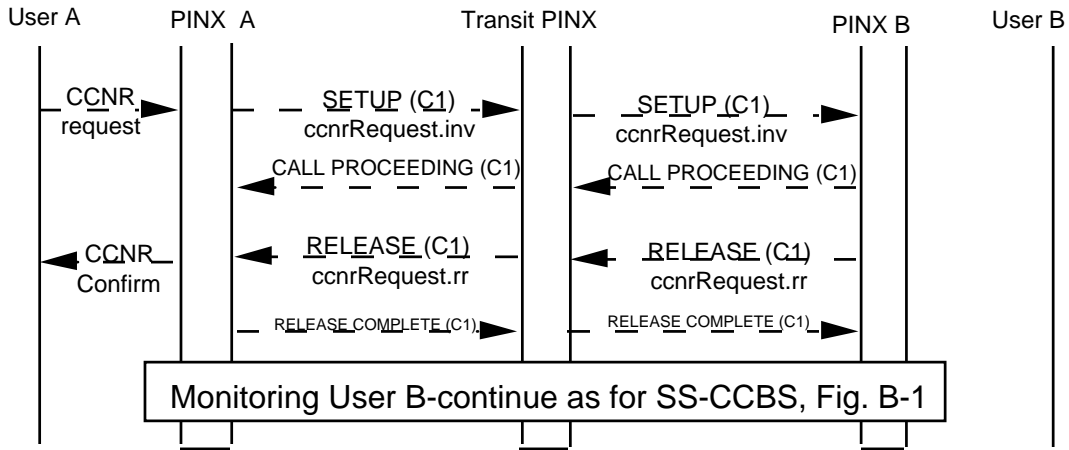 User A PINX A Transit PINX PINX B User B
CCNR
request
SETUP (C1)
ccnrRequest.inv
SETUP (C1)
ccnrRequest.inv
CALL PROCEEDING (C1)
CALL PROCEEDING (C1)
CCNR
Confirm
RELEASE (C1)
ccnrRequest.rr
RELEASE (C1)
ccnrRequest.rr
RELEASE COMPLETE (C1)
RELEASE COMPLETE (C1)
Monitoring User B-continue as for SS-CCBS, Fig. B-1